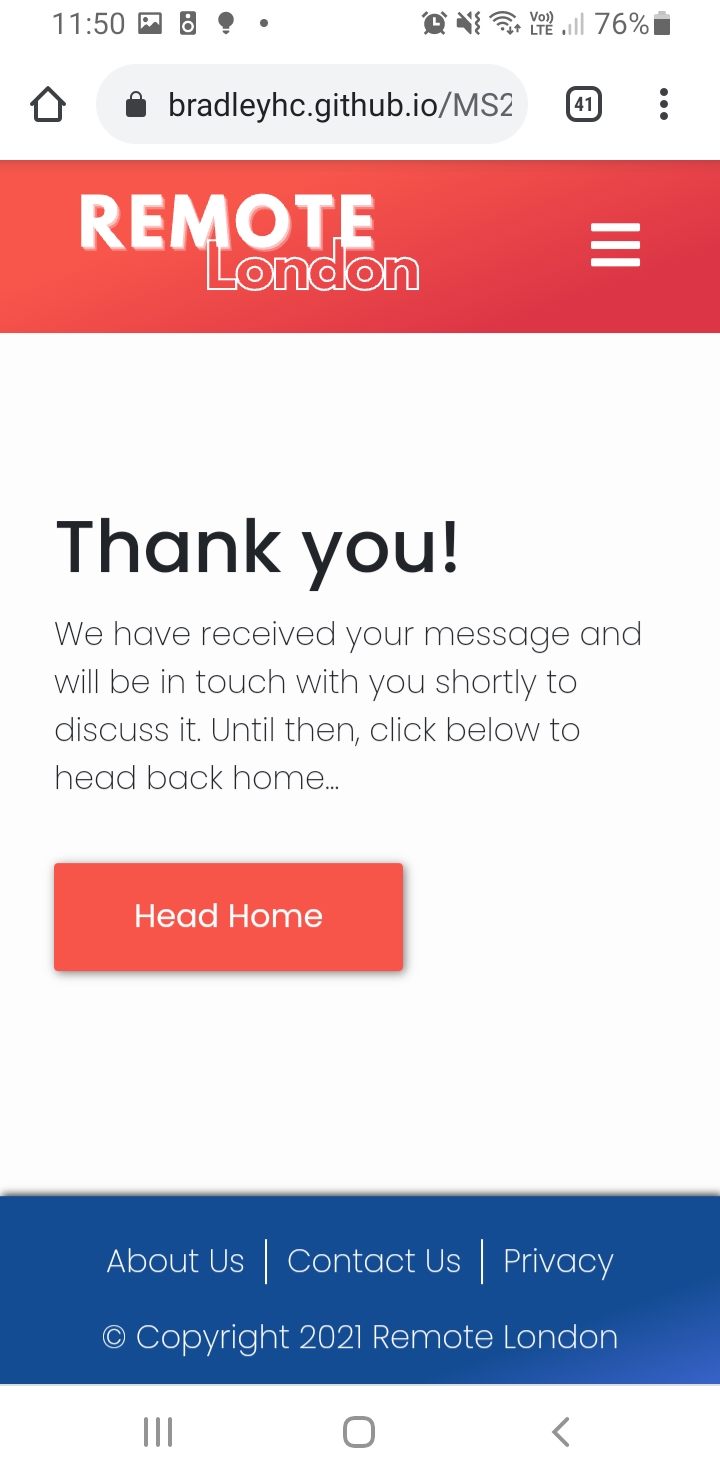 11:50
Vo))
LTE
76%
bradleyhc.github.io/MS2
41
REMOTE
London
Thank you!
We have received your message and
will be in touch with you shortly to
discuss it. Until then, click below to
head back home...
Head Home
About Us | Contact Us | Privacy
© Copyright 2021 Remote London